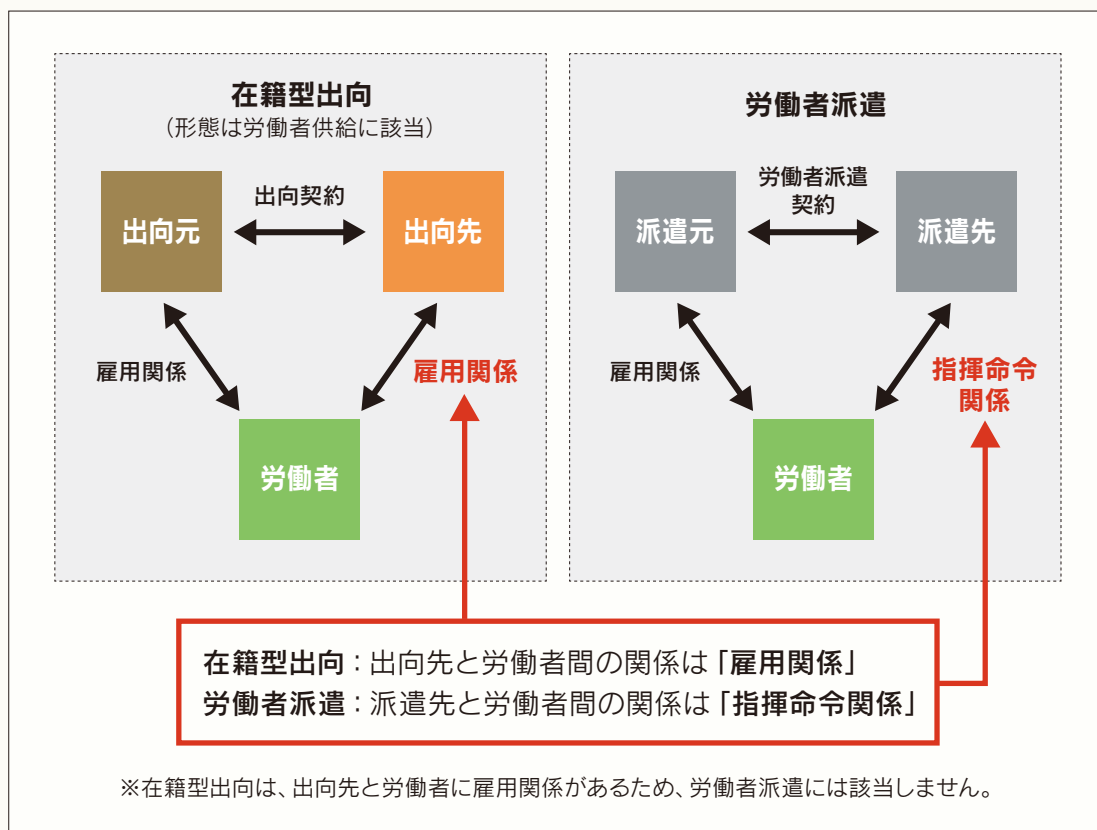 在籍型出向
（形態は労働者供給に該当）
出向元
出向契約
出向先
雇用関係
雇用関係
労働者
労働者派遣
派遣元
労働者派遣
契約
派遣先
雇用関係
指揮命令
関係
労働者
在籍型出向：出向先と労働者間の関係は「雇用関係」
労働者派遣：派遣先と労働者間の関係は「指揮命令関係」
※在籍型出向は、出向先と労働者に雇用関係があるため、労働者派遣には該当しません。